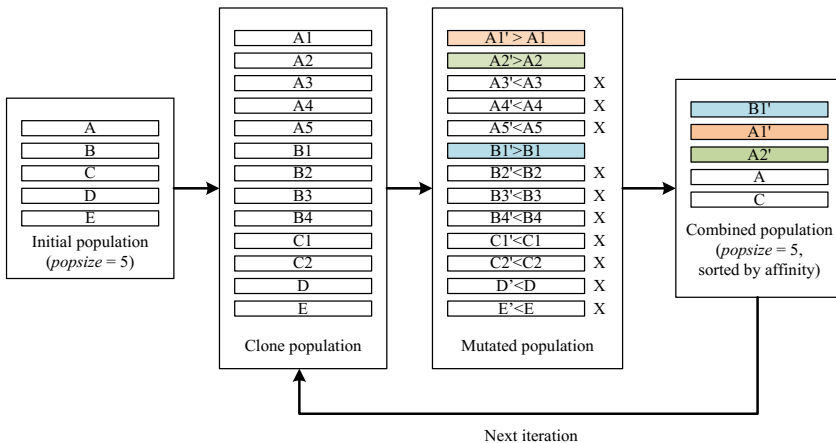 A
B
C
D
E
Initial population
(popsize = 5)
A1
A2
A3
A4
A5
B1
B2
B3
B4
C1
C2
D
E
Clone population
A1' > A1
A2'>A2
A3'<A3 X
A4'<A4 X
A5'<A5 X
B1'>B1
B2'<B2 X
B3'<B3 X
B4'<B4 X
C1'<C1 X
C2'<C2 X
D’<D X
E’<E X
Mutated population
B1'
A1'
A2'
A
C
Combined population
(popsize = 5,
sorted by affinity)
Next iteration